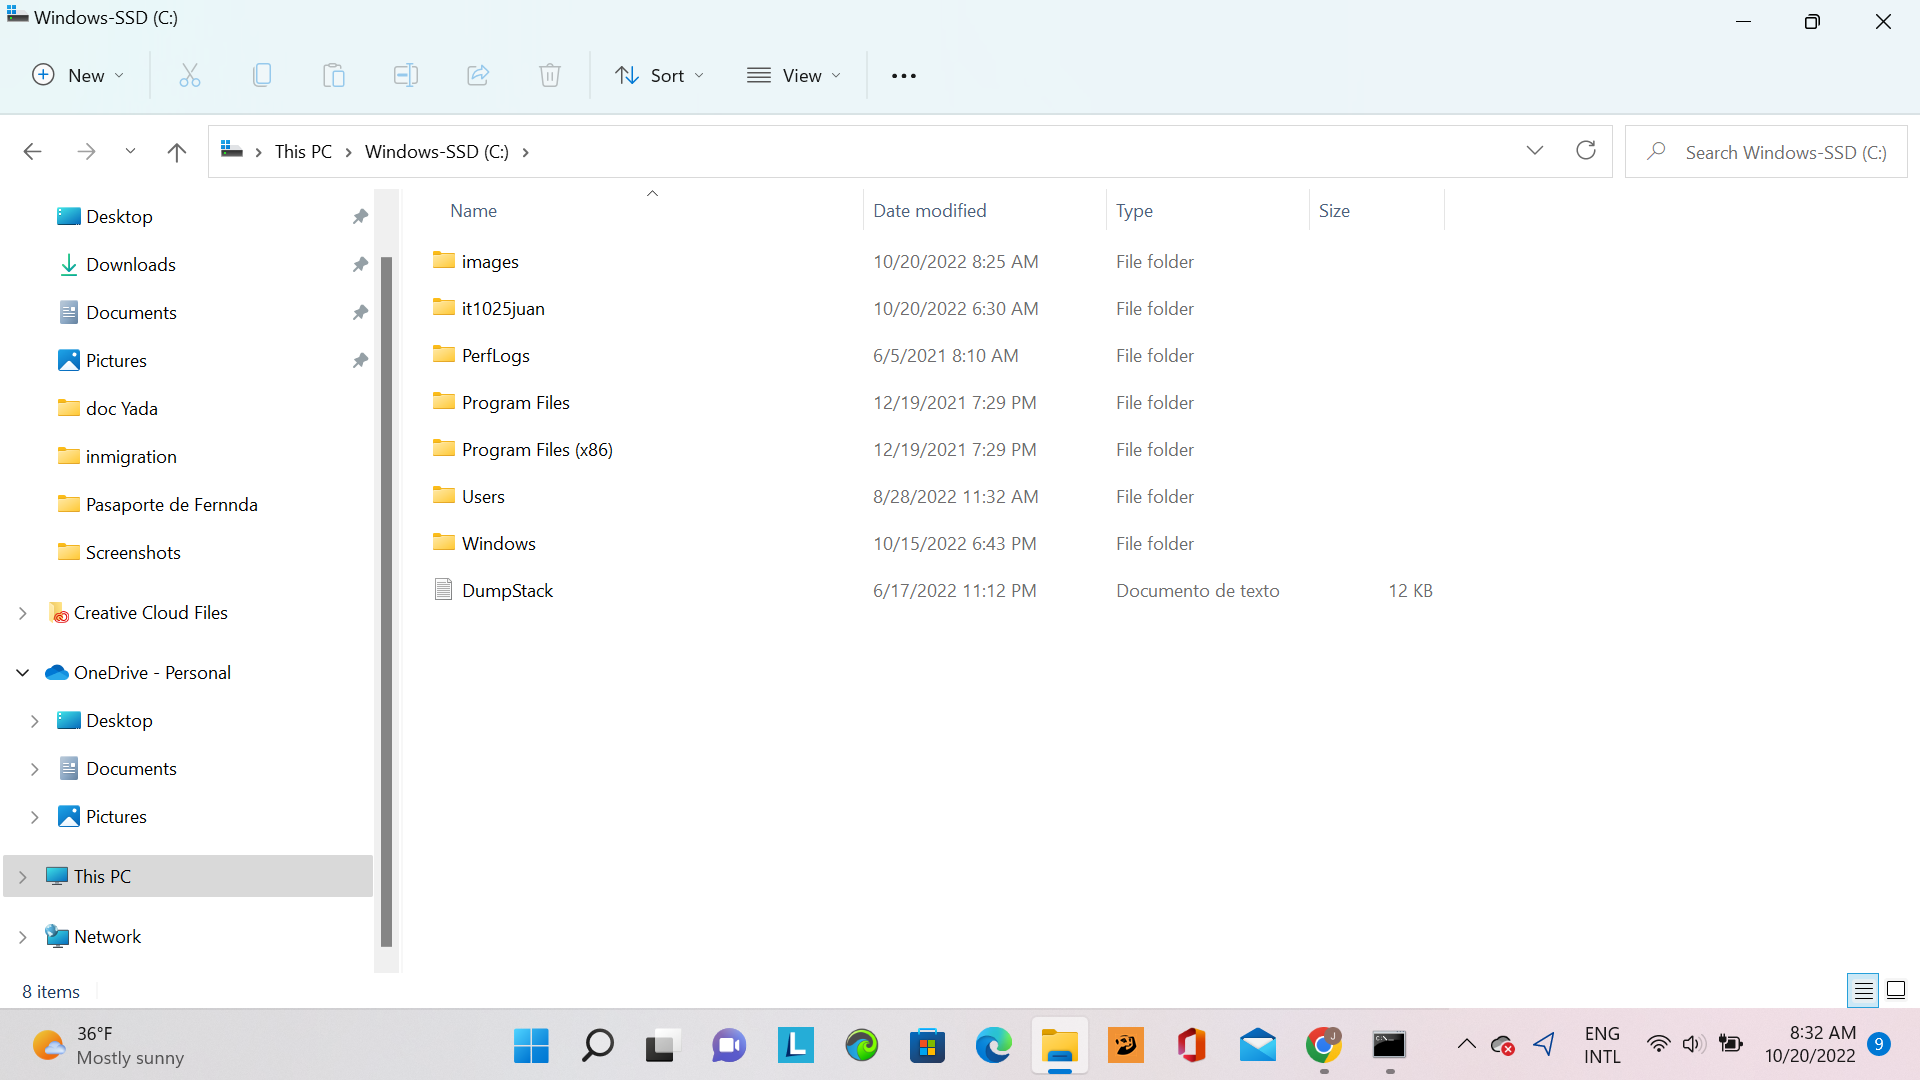 Windows-SSD (C:)
New
Sort
View
This PC
Windows-SSD (C:)
Search Windows-SSD (C:)
Desktop
Downloads
Documents
Pictures
doc Yada
inmigration
Pasaporte de Fernnda
Screenshots
Creative Cloud Files
OneDrive - Personal
Desktop
Documents
Pictures
This PC
Network
Name Date modified Type Size
images 10/20/2022 8:25 AM File folder
it1025juan 10/20/2022 6:30 AM File folder
PerfLogs 6/5/2021 8:10 AM File folder
Program Files 12/19/2021 7:29 PM File folder
Program Files (x86) 12/19/2021 7:29 PM File folder
Users 8/28/2022 11:32 AM File folder
Windows 10/15/2022 6:43 PM File folder
DumpStack 6/17/2022 11:12 PM Documento de texto 12 KB
8 items
36°F
Mostly sunny
L
J
ENG
INTL
8:32 AM
10/20/2022
9